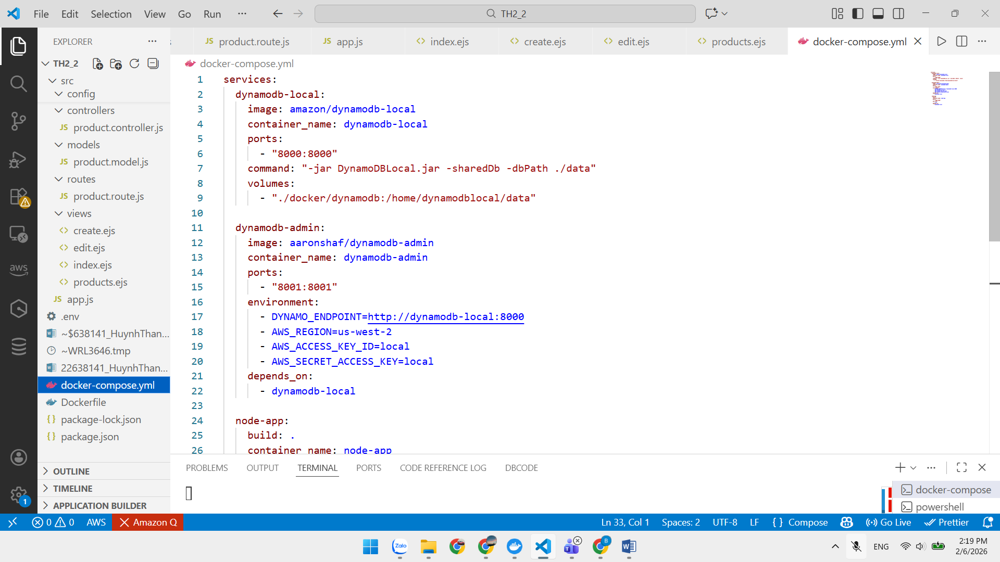 File Edit Selection View Go Run ··· TH2_2
EXPLORER
product.route.js app.js index.ejs create.ejs edit.ejs products.ejs docker-compose.yml
TH2_2
src
config
controllers
JS product.controller.js
models
JS product.model.js
routes
JS product.route.js
views
<> create.ejs
<> edit.ejs
<> index.ejs
<> products.ejs
JS app.js
.env
~$638141_HuynhThan...
~WRL3646.tmp
22638141_HuynhThan...
docker-compose.yml
Dockerfile
{} package-lock.json
{} package.json
OUTLINE
TIMELINE
APPLICATION BUILDER
aws
1
docker-compose.yml
1 services:
2 dynamodb-local:
3 image: amazon/dynamodb-local
4 container_name: dynamodb-local
5 ports:
6 - "8000:8000"
7 command: "-jar DynamoDBLocal.jar -sharedDb -dbPath ./data"
8 volumes:
9 - "./docker/dynamodb:/home/dynamodblocal/data"
10
11 dynamodb-admin:
12 image: aaronshaf/dynamodb-admin
13 container_name: dynamodb-admin
14 ports:
15 - "8001:8001"
16 environment:
17 - DYNAMO_ENDPOINT=http://dynamodb-local:8000
18 - AWS_REGION=us-west-2
19 - AWS_ACCESS_KEY_ID=local
20 - AWS_SECRET_ACCESS_KEY=local
21 depends_on:
22 - dynamodb-local
23
24 node-app:
25 build: .
26 container_name: node-app
PROBLEMS OUTPUT TERMINAL PORTS CODE REFERENCE LOG DBCODE
docker-compose
powershell
0 0 AWS Amazon Q Ln 33, Col 1 Spaces: 2 UTF-8 LF {} Compose Go Live Prettier
Zalo
B
ENG
2:19 PM
2/6/2026